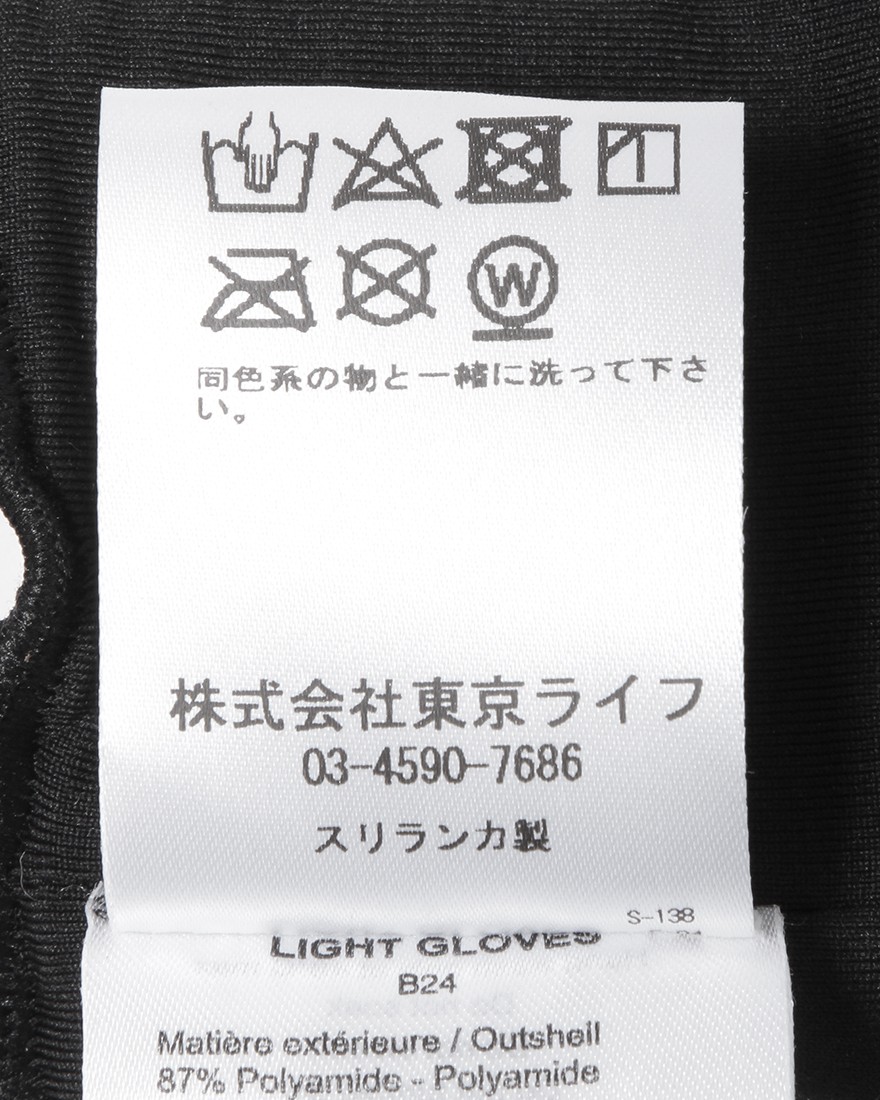 W
同色系の物と一緒に洗って下さ
い。
株式会社東京ライフ
03-4590-7686
スリランカ製
S-138
LIGHT GLOVES
B24
Matière extérieure / Outshell
87% Polyamide - Polyamide